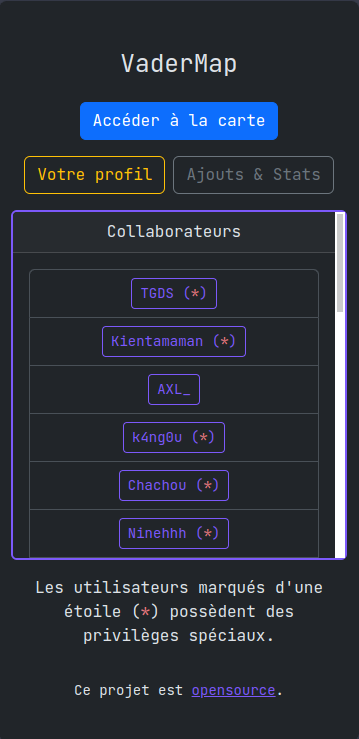 VaderMap
Accéder à la carte
Votre profil
Ajouts & Stats
Collaborateurs
TGDS (*)
Kientamaman (*)
AXL_
k4ng0u (*)
Chachou (*)
Ninehhh (*)
Les utilisateurs marqués d'une
étoile (*) possèdent des
privilèges spéciaux.
Ce projet est opensource.